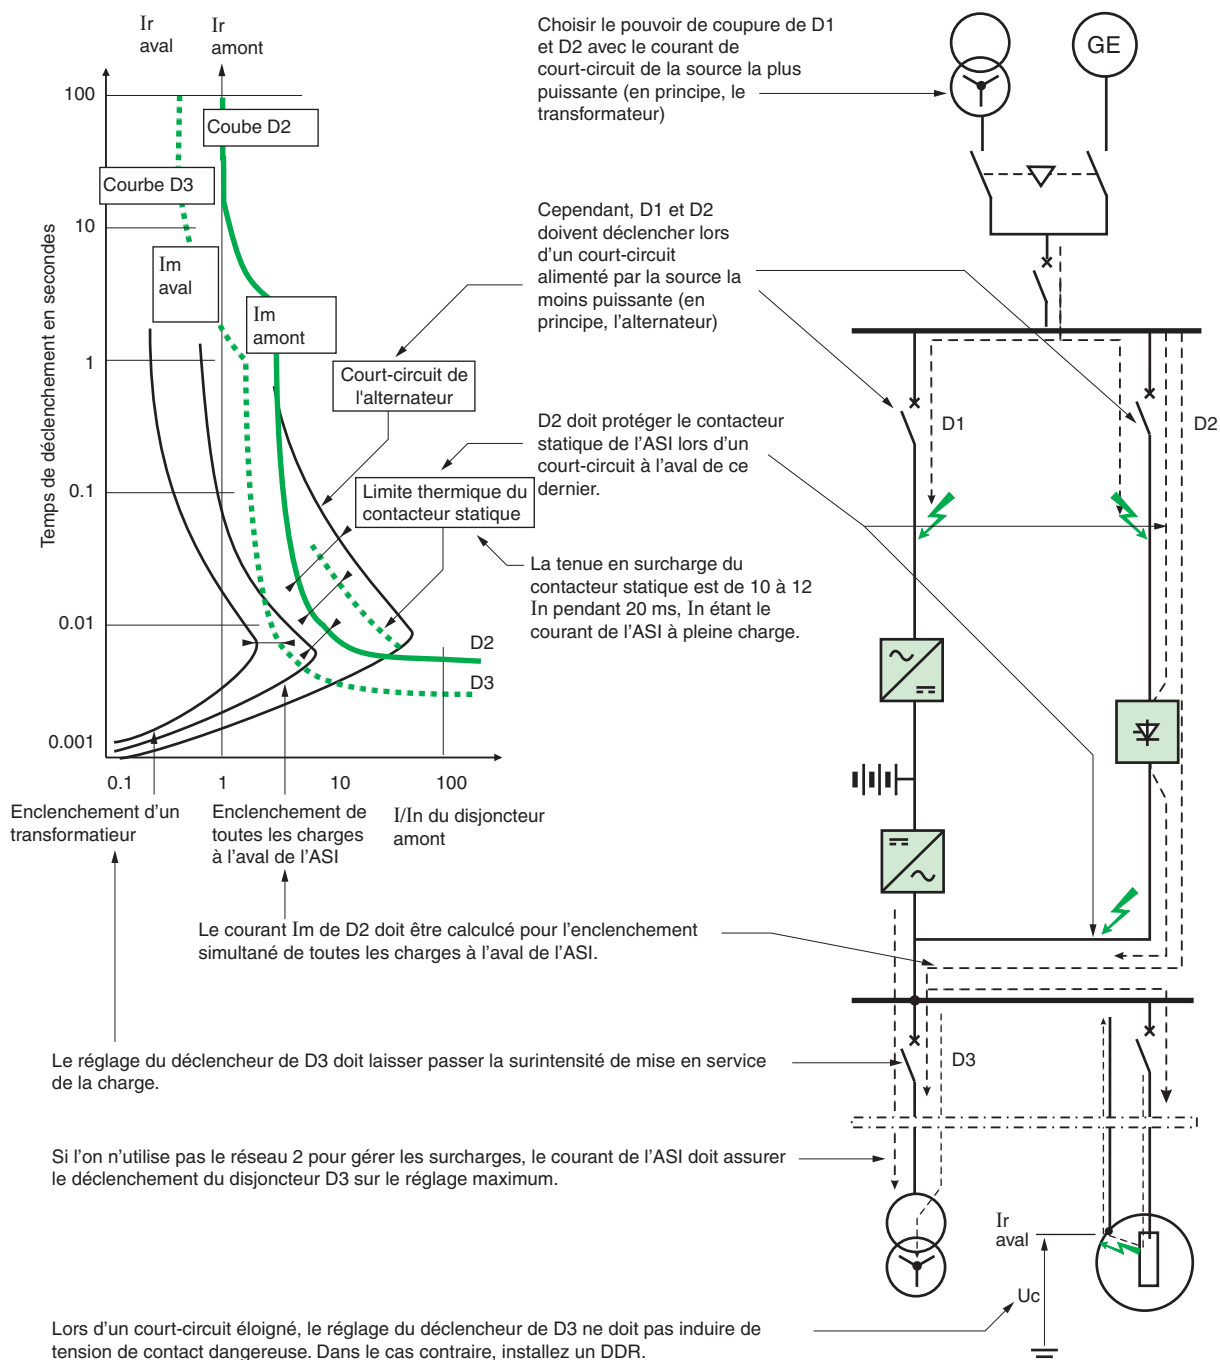 Ir
aval
Ir
amont
100
Coube D2
Courbe D3
10
Im
aval
Im
amont
1
Court-circuit de
l'alternateur
0.1
Limite thermique du
contacteur statique
0.01
D2
D3
0.001
Temps de déclenchement en secondes
0.1
1
10
100
Enclenchement d'un
transformatieur
Enclenchement de
toutes les charges
à l'aval de l'ASI
I/In du disjoncteur
amont
Choisir le pouvoir de coupure de D1
et D2 avec le courant de
court-circuit de la source la plus
puissante (en principe, le
transformateur)
GE
Cependant, D1 et D2
doivent déclencher lors
d'un court-circuit
alimenté par la source la
moins puissante (en
principe, l'alternateur)
D1
D2
D2 doit protéger le contacteur
statique de l'ASI lors d'un
court-circuit à l'aval de ce
dernier.
La tenue en surcharge du
contacteur statique est de 10 à 12
In pendant 20 ms, In étant le
courant de l'ASI à pleine charge.
Le courant Im de D2 doit être calculcé pour l'enclenchement
simultané de toutes les charges à l'aval de l'ASI.
Le réglage du déclencheur de D3 doit laisser passer la surintensité de mise en service
de la charge.
D3
Si l'on n'utilise pas le réseau 2 pour gérer les surcharges, le courant de l'ASI doit assurer
le déclenchement du disjoncteur D3 sur le réglage maximum.
Ir
aval
Uc
Lors d'un court-circuit éloigné, le réglage du déclencheur de D3 ne doit pas induire de
tension de contact dangereuse. Dans le cas contraire, installez un DDR.